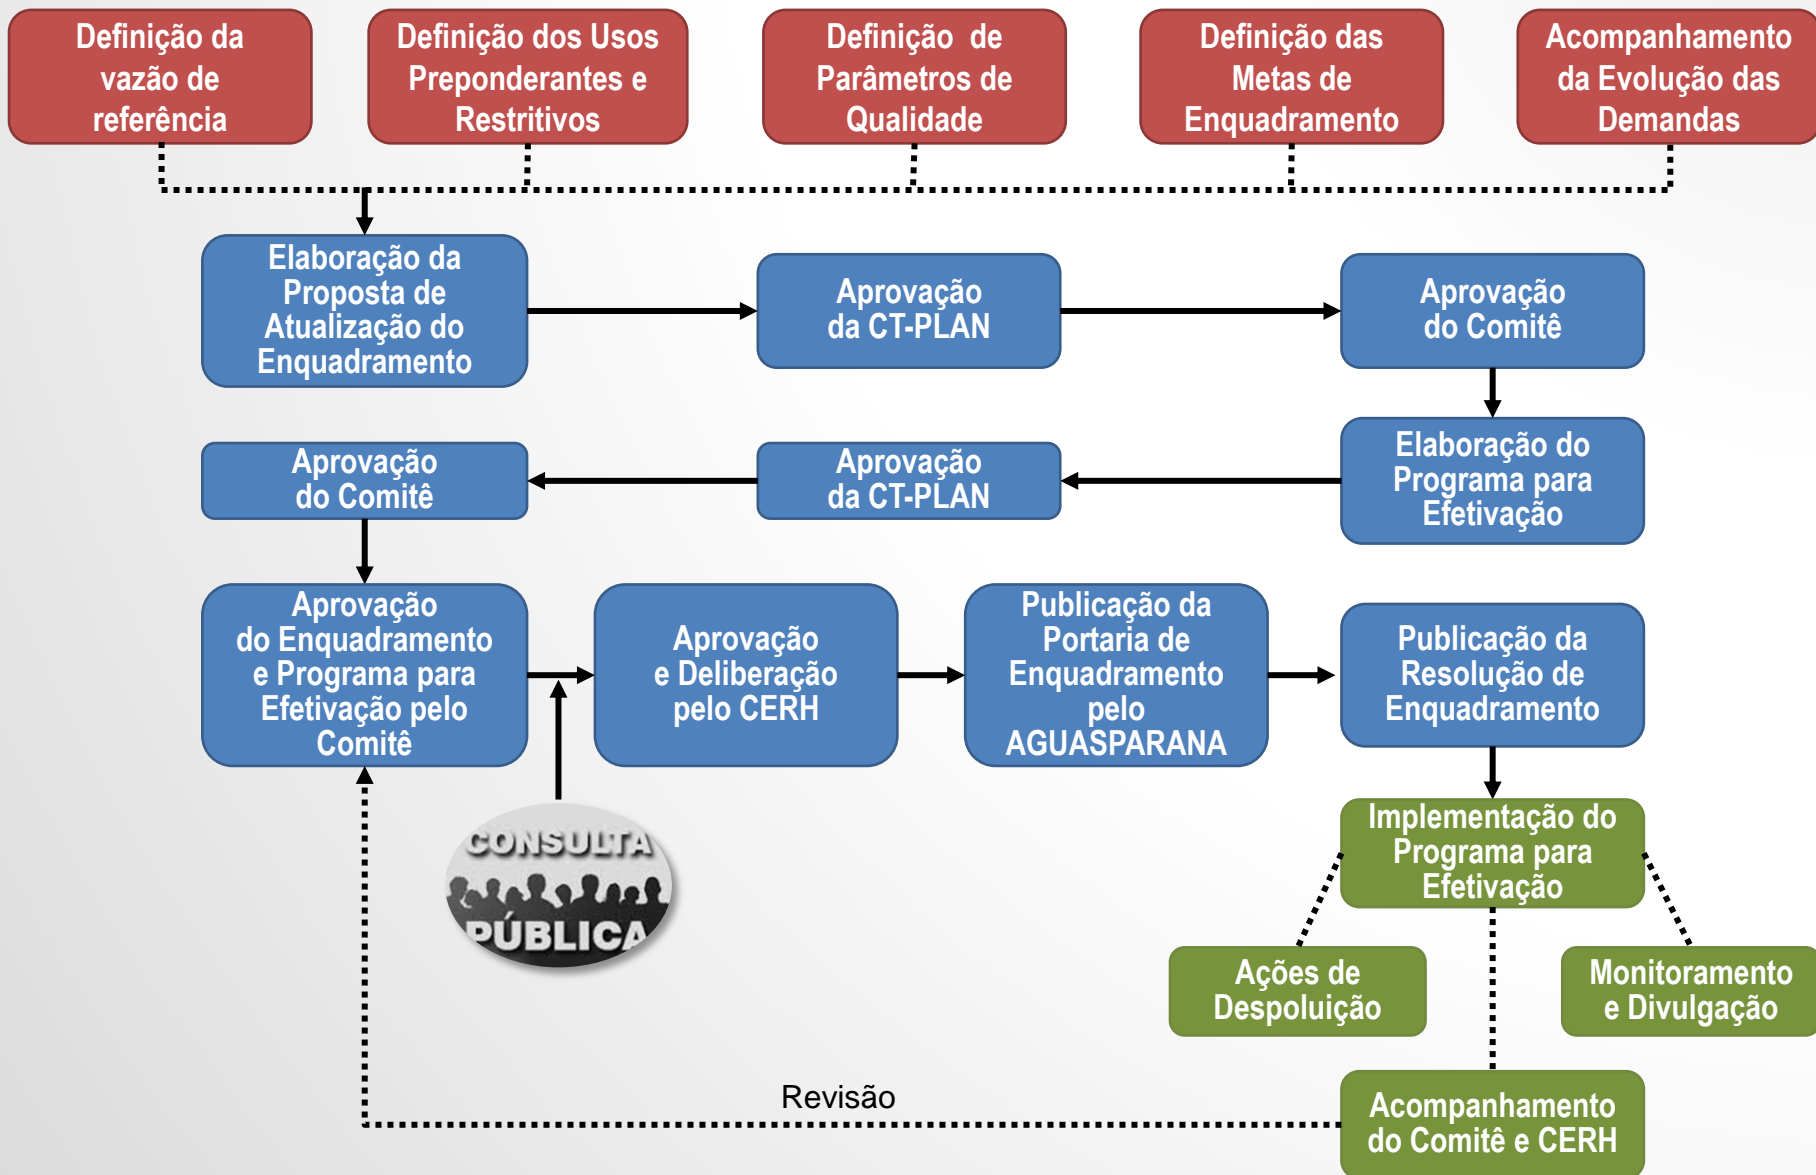 Definição da
vazão de
referência
Definição dos Usos
Preponderantes e
Restritivos
Definição de
Parâmetros de
Qualidade
Definição das
Metas de
Enquadramento
Acompanhamento
da Evolução das
Demandas
Elaboração da
Proposta de
Atualização do
Enquadramento
Aprovação
da CT-PLAN
Aprovação
do Comitê
Aprovação
do Comitê
Aprovação
da CT-PLAN
Elaboração do
Programa para
Efetivação
Aprovação
do Enquadramento
e Programa para
Efetivação pelo
Comitê
Aprovação
e Deliberação
pelo CERH
Publicação da
Portaria de
Enquadramento
pelo
AGUASPARANA
Publicação da
Resolução de
Enquadramento
CONSULTA
PÚBLICA
Implementação do
Programa para
Efetivação
Ações de
Despoluição
Monitoramento
e Divulgação
Revisão
Acompanhamento
do Comitê e CERH